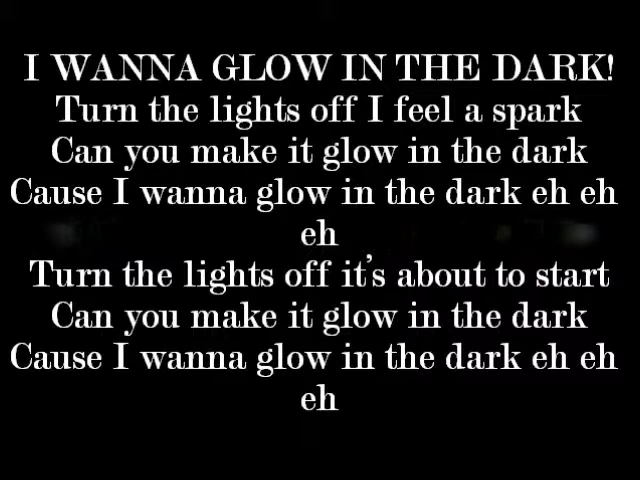 I WANNA GLOW IN THE DARK!
Turn the lights off I feel a spark
Can you make it glow in the dark
Cause I wanna glow in the dark eh eh
eh
Turn the lights off it's about to start
Can you make it glow in the dark
Cause I wanna glow in the dark eh eh
eh